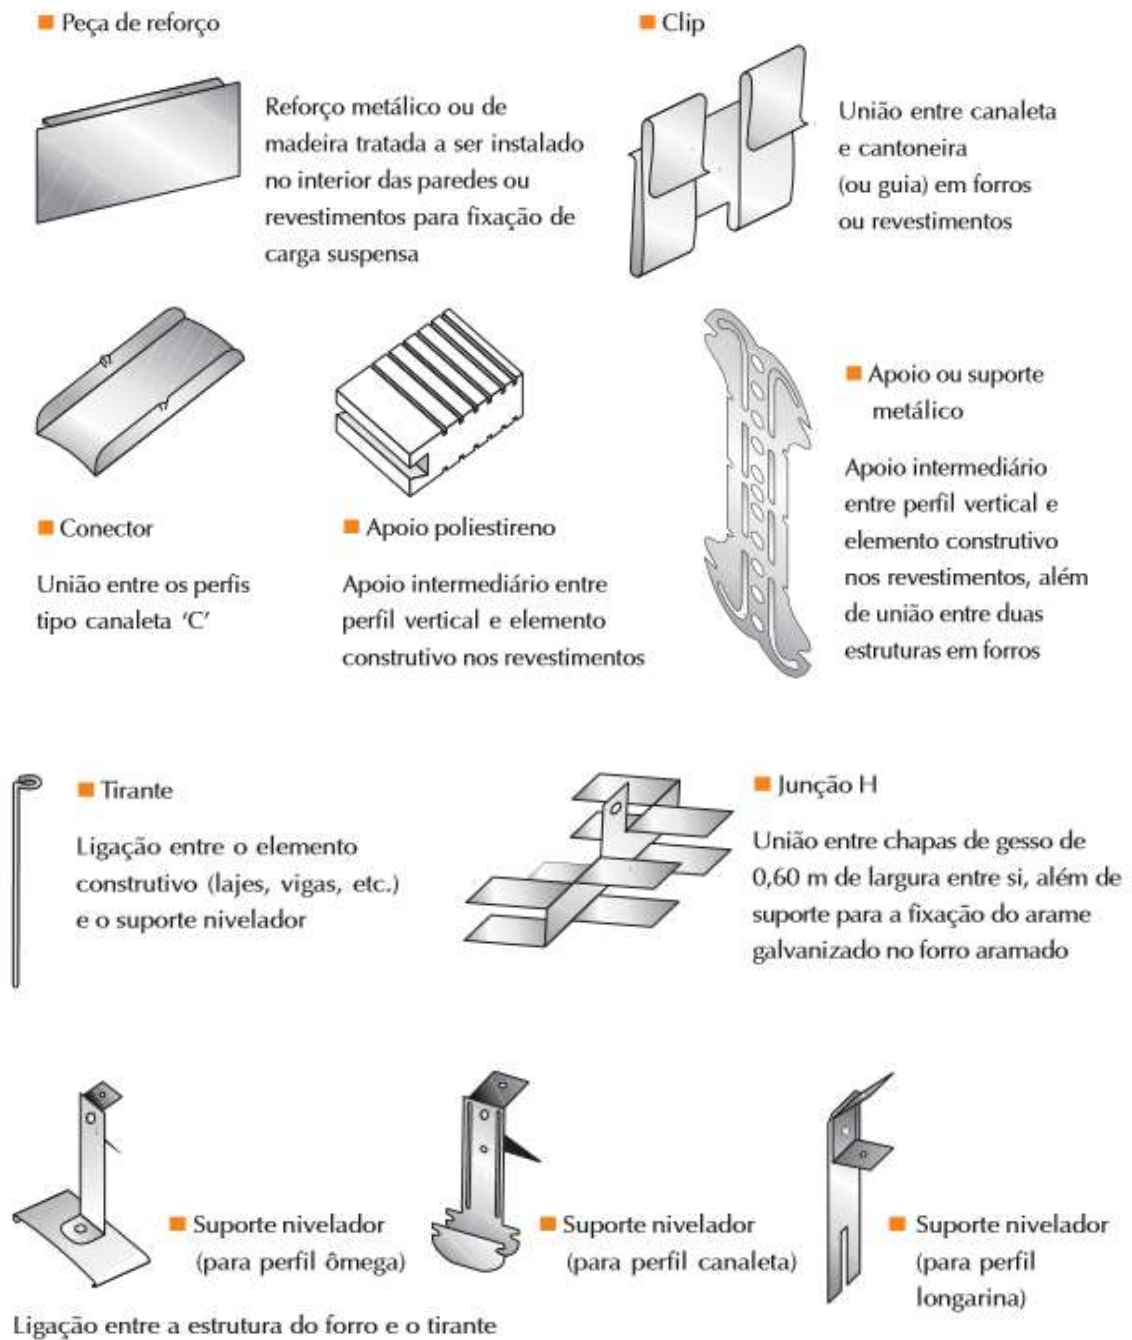 Peça de reforço
Reforço metálico ou de
madeira tratada a ser instalado
no interior das paredes ou
revestimentos para fixação de
carga suspensa
Clip
União entre canaleta
e cantoneira
(ou guia) em forros
ou revestimentos
Conector
União entre os perfis
tipo canaleta ‘C’
Apoio poliestireno
Apoio intermediário entre
perfil vertical e elemento
construtivo nos revestimentos
Apoio ou suporte
metálico
Apoio intermediário
entre perfil vertical e
elemento construtivo
nos revestimentos, além
de união entre duas
estruturas em forros
Tirante
Ligação entre o elemento
construtivo (lajes, vigas, etc.)
e o suporte nivelador
Junção H
União entre chapas de gesso de
0,60 m de largura entre si, além de
suporte para a fixação do arame
galvanizado no forro aramado
Suporte nivelador
(para perfil ômega)
Suporte nivelador
(para perfil canaleta)
Suporte nivelador
(para perfil
longarina)
Ligação entre a estrutura do forro e o tirante